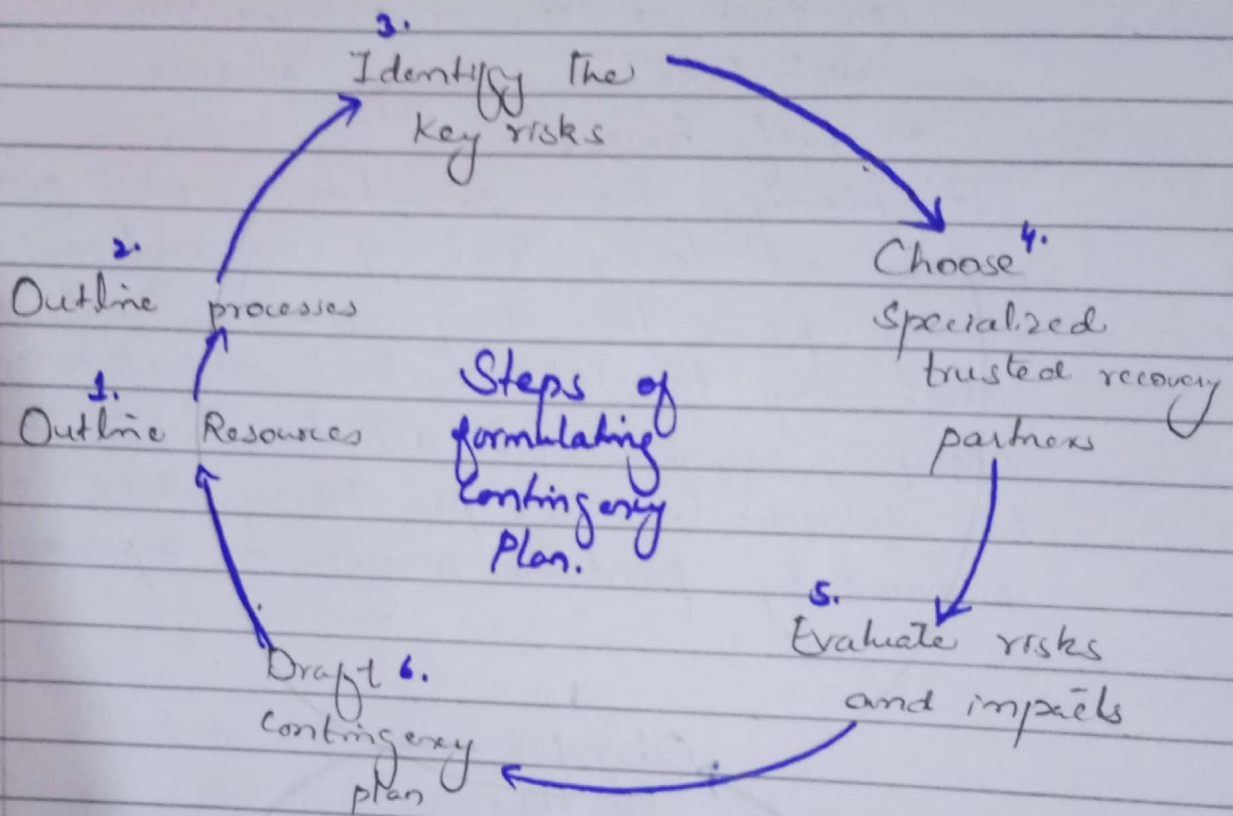 Steps of
formulating
Contingency
Plan.
1.
Outline Resources
2.
Outline processes
3.
Identify The
key risks
4.
Choose
specialized
trusted recovery
partners
5.
Evaluate risks
and impacts
Draft 6.
Contingency
plan